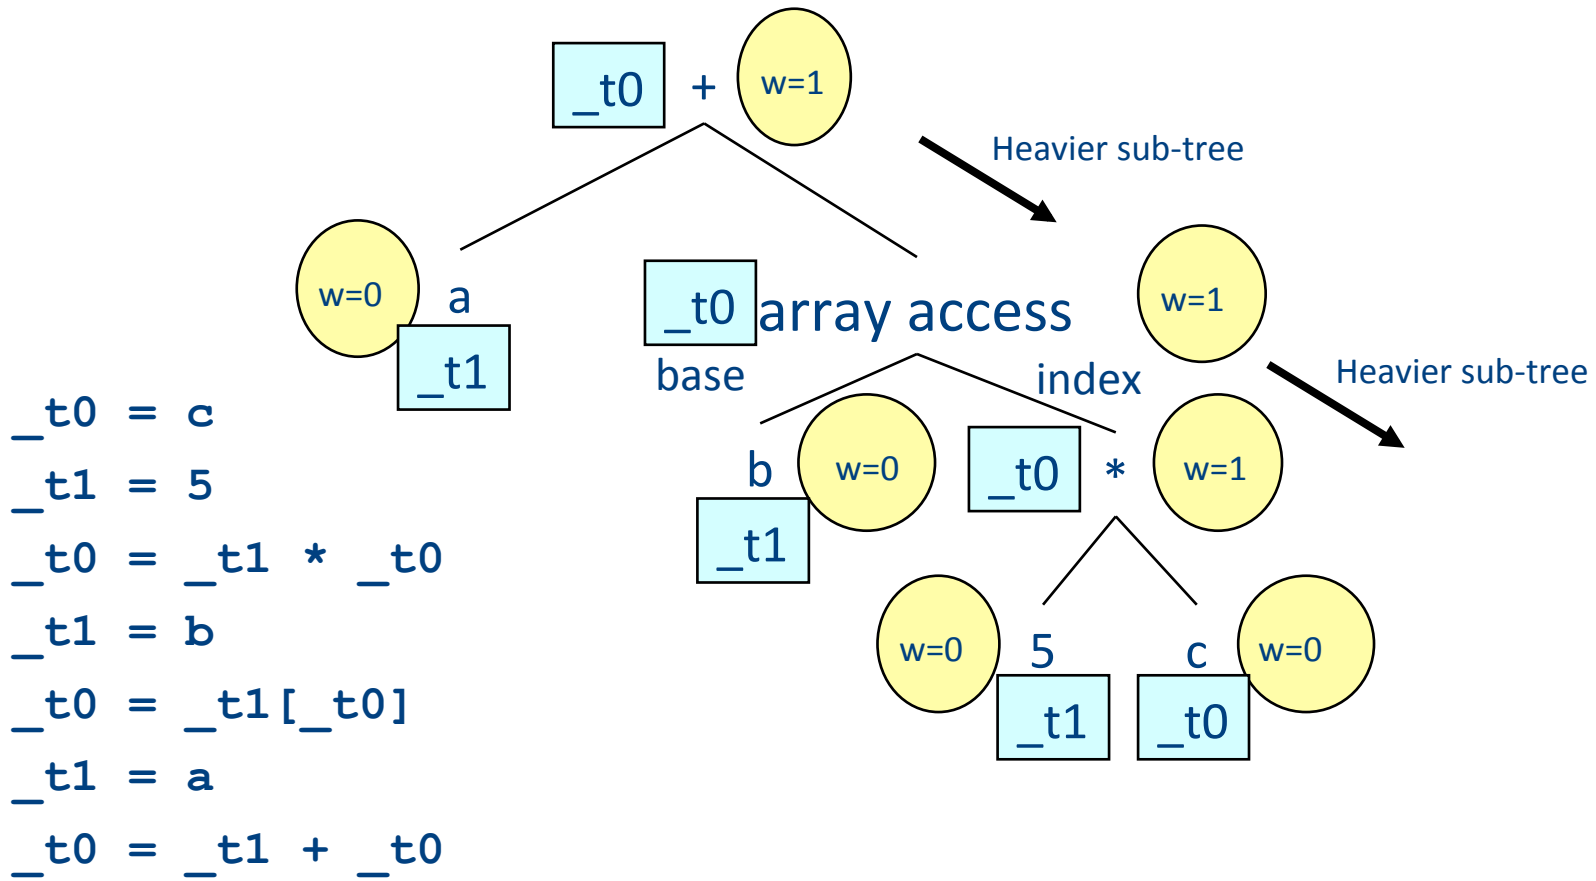 _t0 + w=1
Heavier sub-tree
w=0 a
_t1
_t0 array access
w=1
base
index
Heavier sub-tree
b
w=0
_t1
_t0 * w=1
w=0 5
_t1
c w=0
_t0
_t0 = c
_t1 = 5
_t0 = _t1 * _t0
_t1 = b
_t0 = _t1[_t0]
_t1 = a
_t0 = _t1 + _t0